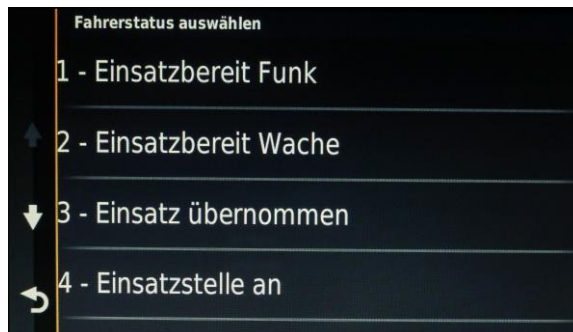 Fahrerstatus auswählen
1 - Einsatzbereit Funk
2 - Einsatzbereit Wache
3 - Einsatz übernommen
4 - Einsatzstelle an